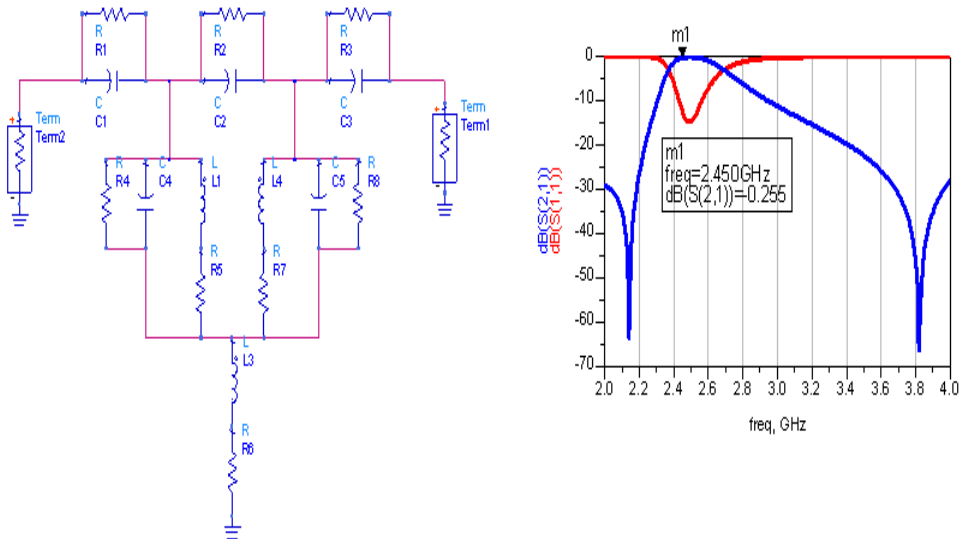 R
R1
R
R2
R
R3
C
C1
C
C2
C
C3
Term
Term2
Term
Term1
R
R4
C
C4
L
L1
L
L4
C
C5
R
R8
R
R5
R
R7
L
L3
R
R6
m1
m1
freq=2.450GHz
dB(S(2,1))=-0.255
dB(S(2,1))
dB(S(1,1))
0
-10
-20
-30
-40
-50
-60
-70
2.0 2.2 2.4 2.6 2.8 3.0 3.2 3.4 3.6 3.8 4.0
freq, GHz